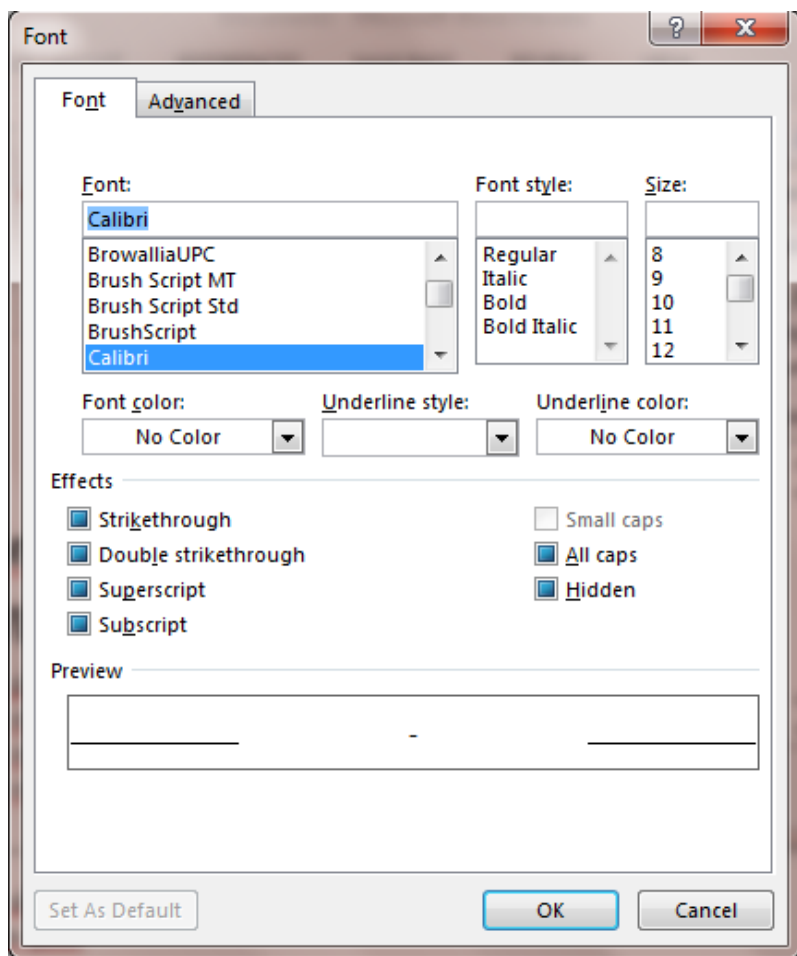 Font
Font Advanced
Font: Font style: Size:
Calibri
BrowalliaUPC Regular 8
Brush Script MT Italic 9
Brush Script Std Bold 10
BrushScript Bold Italic 11
Calibri 12
Font color: Underline style: Underline color:
No Color No Color
Effects
Strikethrough Small caps
Double strikethrough All caps
Superscript Hidden
Subscript
Preview
-
Set As Default OK Cancel